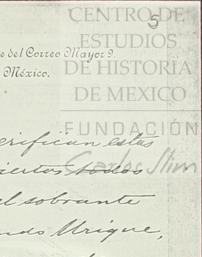 5
CENTRO DE
ESTUDIOS
DE HISTORIA
DE MEXICO
e del Correo Mayor 9.
México.
FUNDACIÓN
Carlos Slim
erifican estas
todos
el sobrante
ndo Urique,